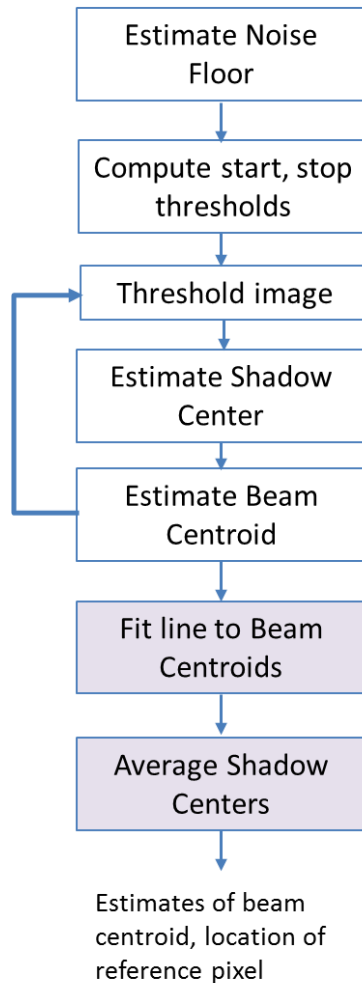 Estimate Noise
Floor
Compute start, stop
thresholds
Threshold image
Estimate Shadow
Center
Estimate Beam
Centroid
Fit line to Beam
Centroids
Average Shadow
Centers
Estimates of beam
centroid, location of
reference pixel